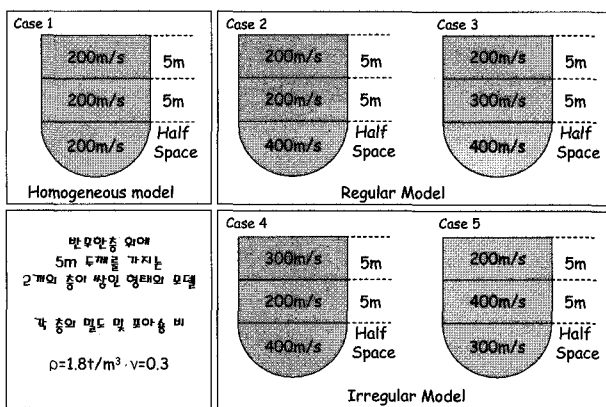 Case 1
200m/s 5m
200m/s 5m
200m/s Half Space
Homogeneous model
Case 2
200m/s 5m
200m/s 5m
400m/s Half Space
Case 3
200m/s 5m
300m/s 5m
400m/s Half Space
Regular Model
반무한층 위에
5m 두께를 가지는
2개의 층이 쌓인 형태의 모델
각 층의 밀도 및 포아송 비
ρ=1.8t/m³ · ν=0.3
Case 4
300m/s 5m
200m/s 5m
400m/s Half Space
Case 5
200m/s 5m
400m/s 5m
300m/s Half Space
Irregular Model